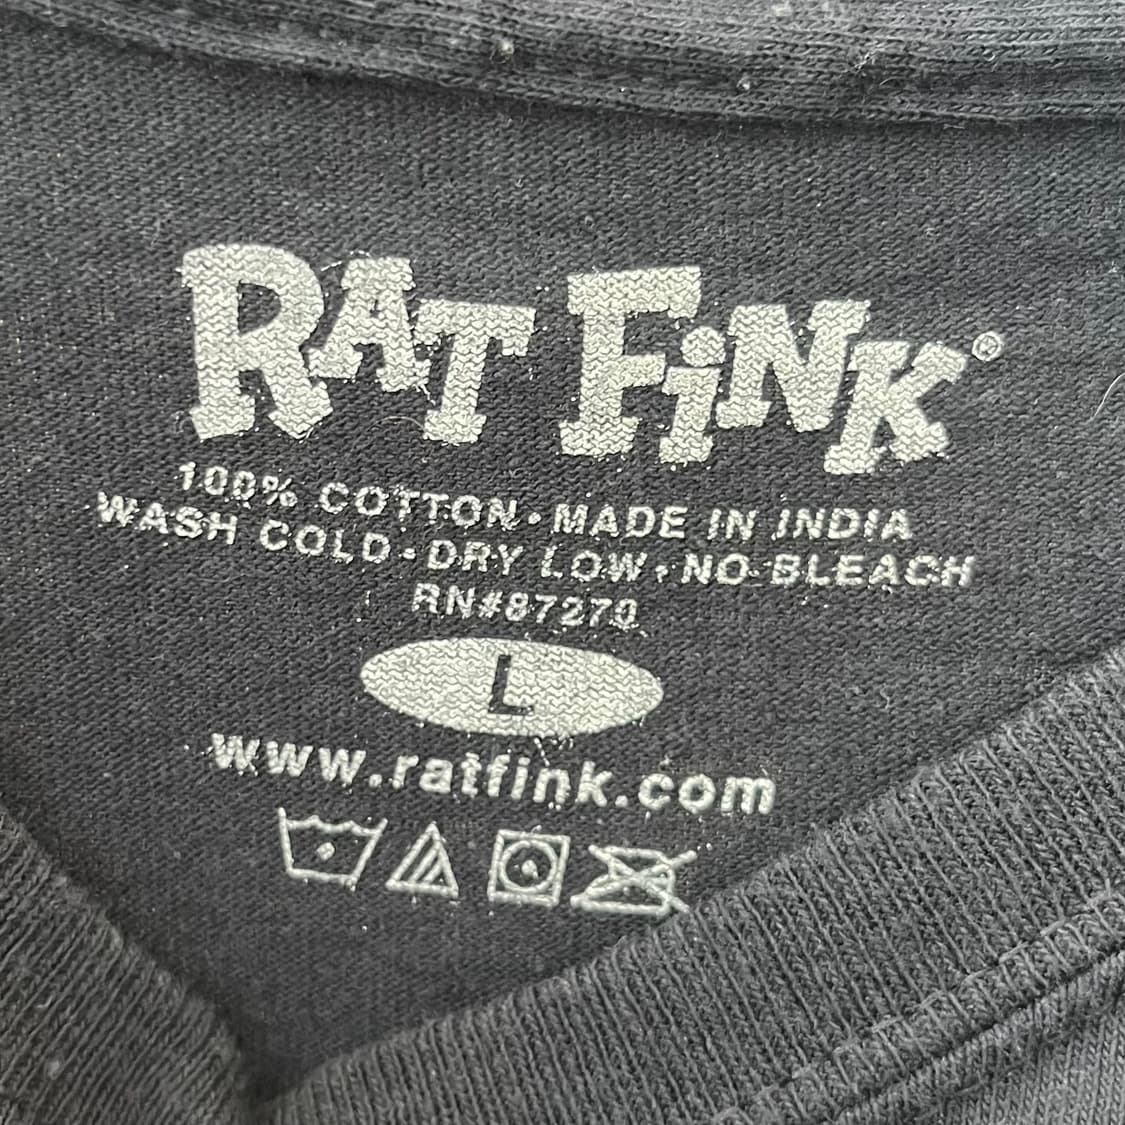 RAT FiNK®
100% COTTON • MADE IN INDIA
WASH COLD • DRY LOW • NO BLEACH
RN#87270
L
www.ratfink.com